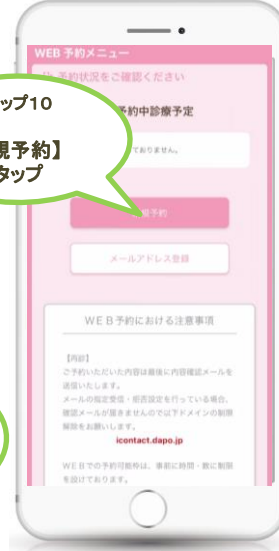 WEB 予約メニュー
予約状況をご確認ください
ップ10
規予約】
タップ
予約中診療予定
ておりません。
規予約
メールアドレス登録
WEB予約における注意事項
【再診】
ご予約いただいた内容は最後に内容確認メールを
送信いたします。
メールの指定受信・拒否設定を行っている場合、
確認メールが届きませんので以下ドメインの制限
解除をお願いします。
icontact.dapo.jp
WEBでの予約可能枠は、事前に時間・数に制限
を設けております。